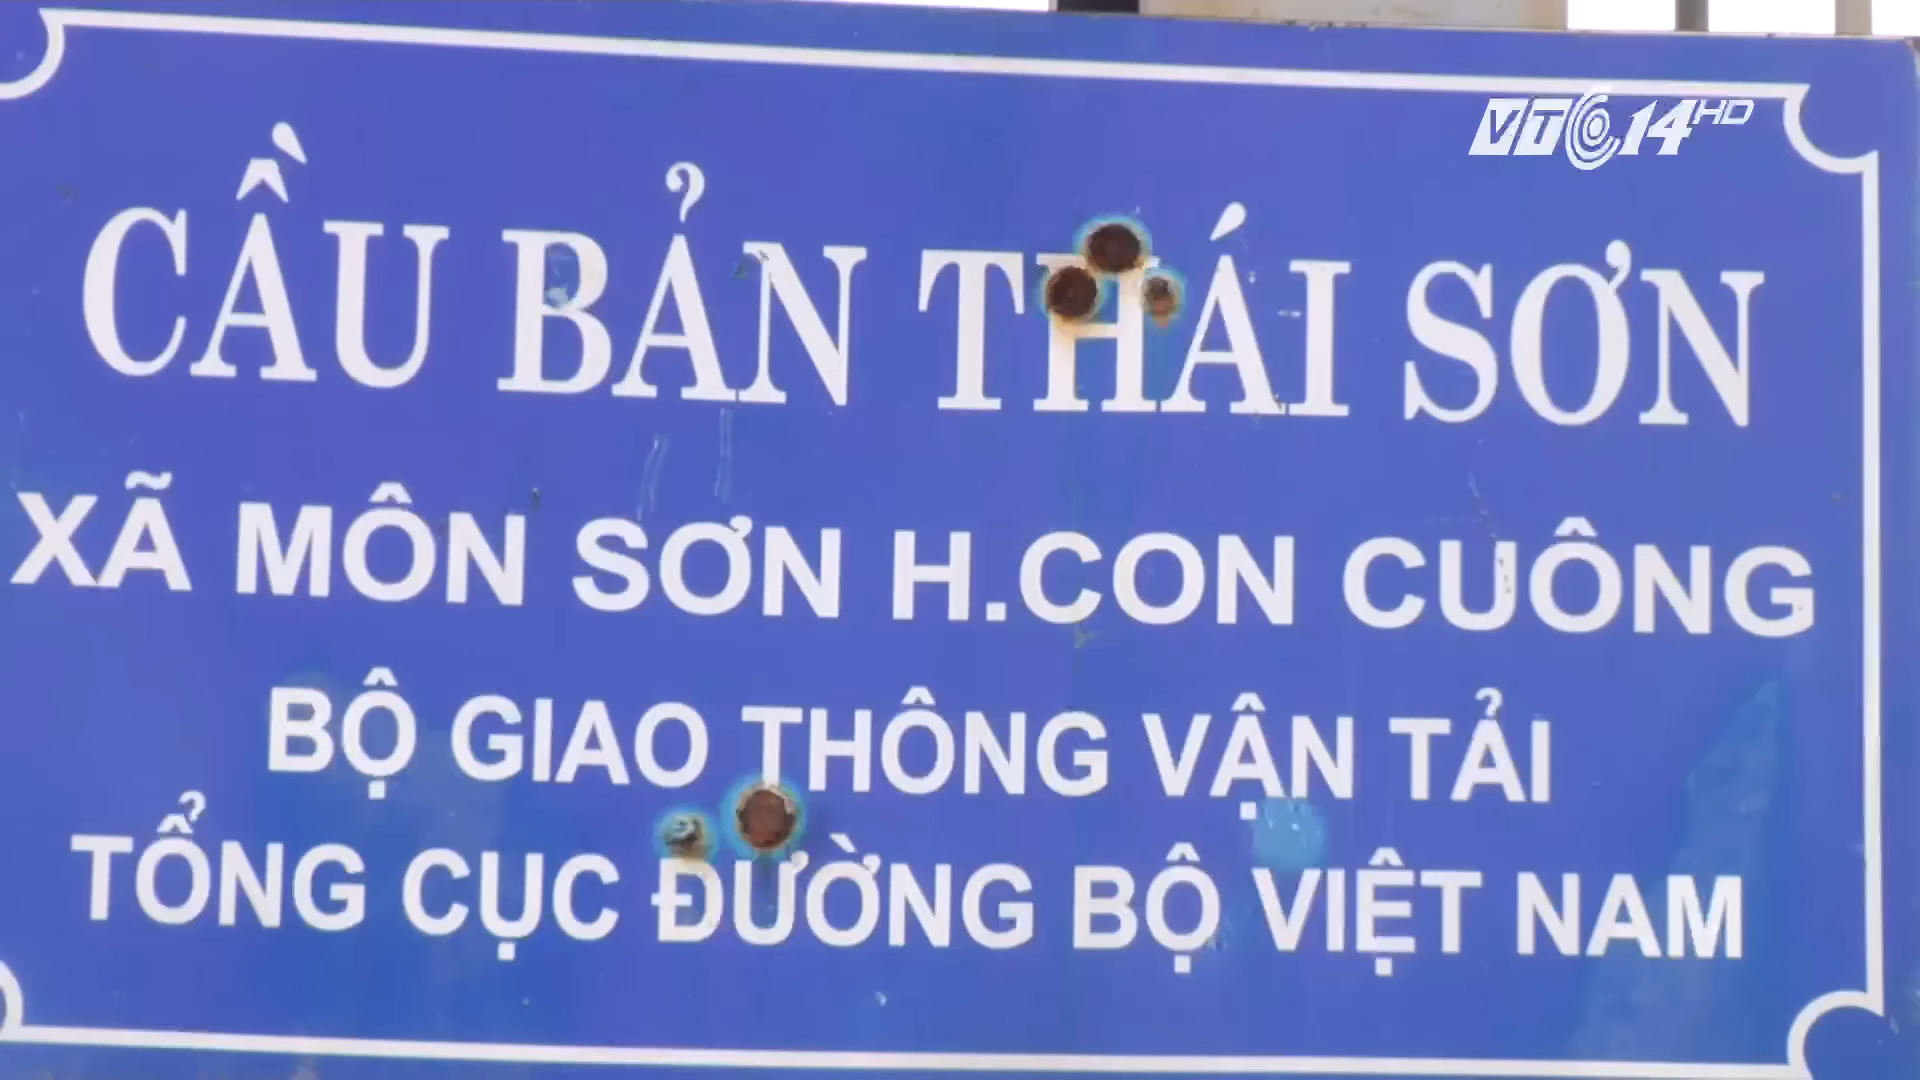 VTC14 HD
CẦU BẢN THÁI SƠN
XÃ MÔN SƠN H.CON CUÔNG
BỘ GIAO THÔNG VẬN TẢI
TỔNG CỤC ĐƯỜNG BỘ VIỆT NAM